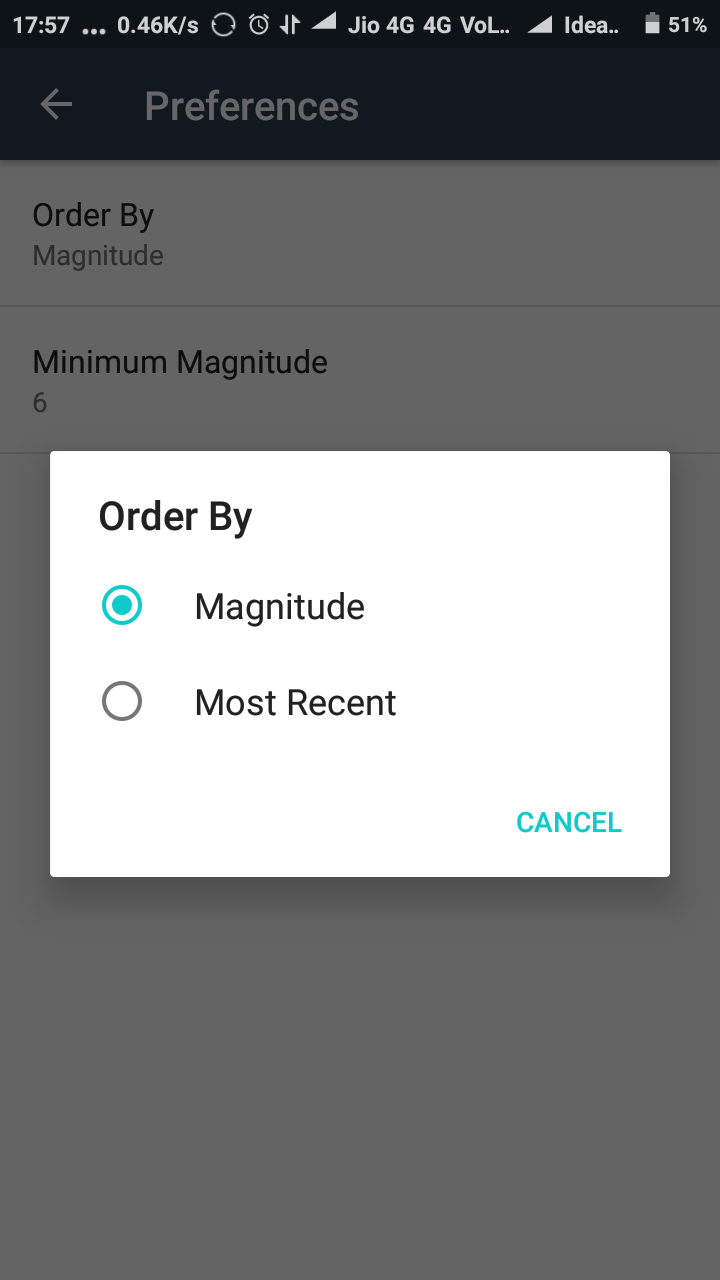 17:57 ... 0.46K/s Jio 4G 4G VoL.. Idea.. 51%
Preferences
Order By
Magnitude
Minimum Magnitude
6
Order By
Magnitude
Most Recent
CANCEL